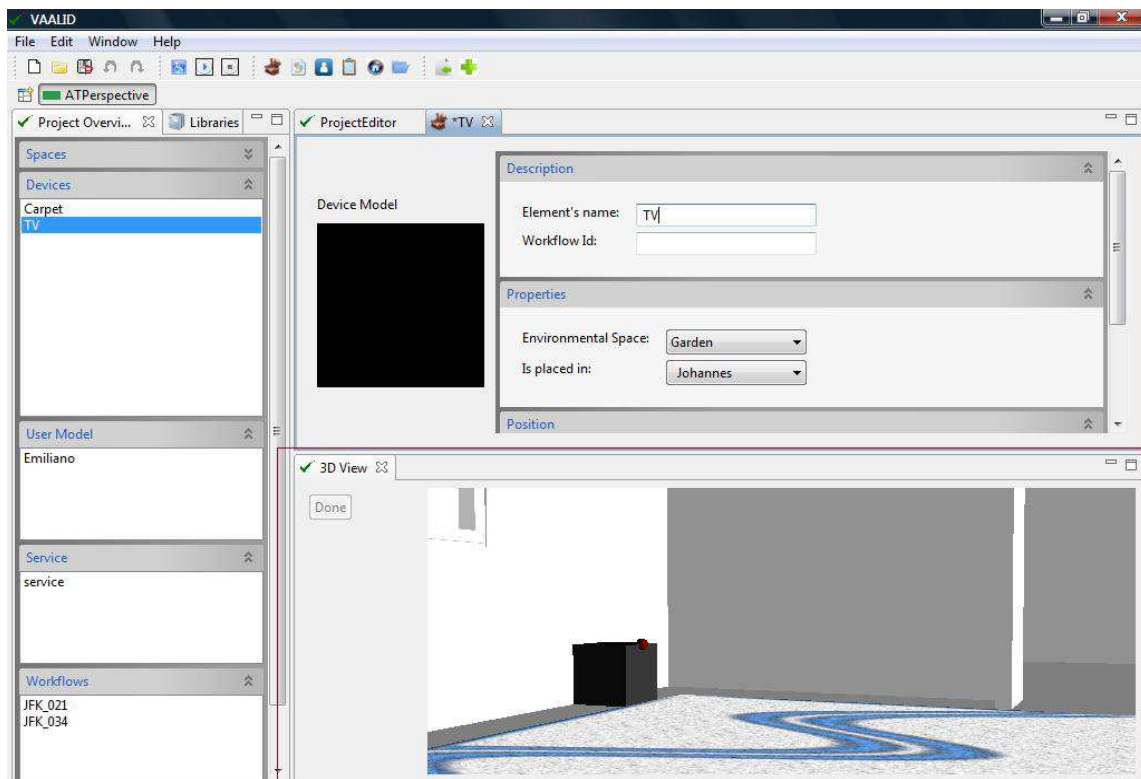 VAALID
File Edit Window Help
ATPerspective
Project Overvi... Libraries
Spaces
Devices
Carpet
TV
User Model
Emiliano
Service
service
Workflows
JFK_021
JFK_034
ProjectEditor *TV
Device Model
Description
Element's name: TV
Workflow Id:
Properties
Environmental Space: Garden
Is placed in: Johannes
Position
3D View
Done